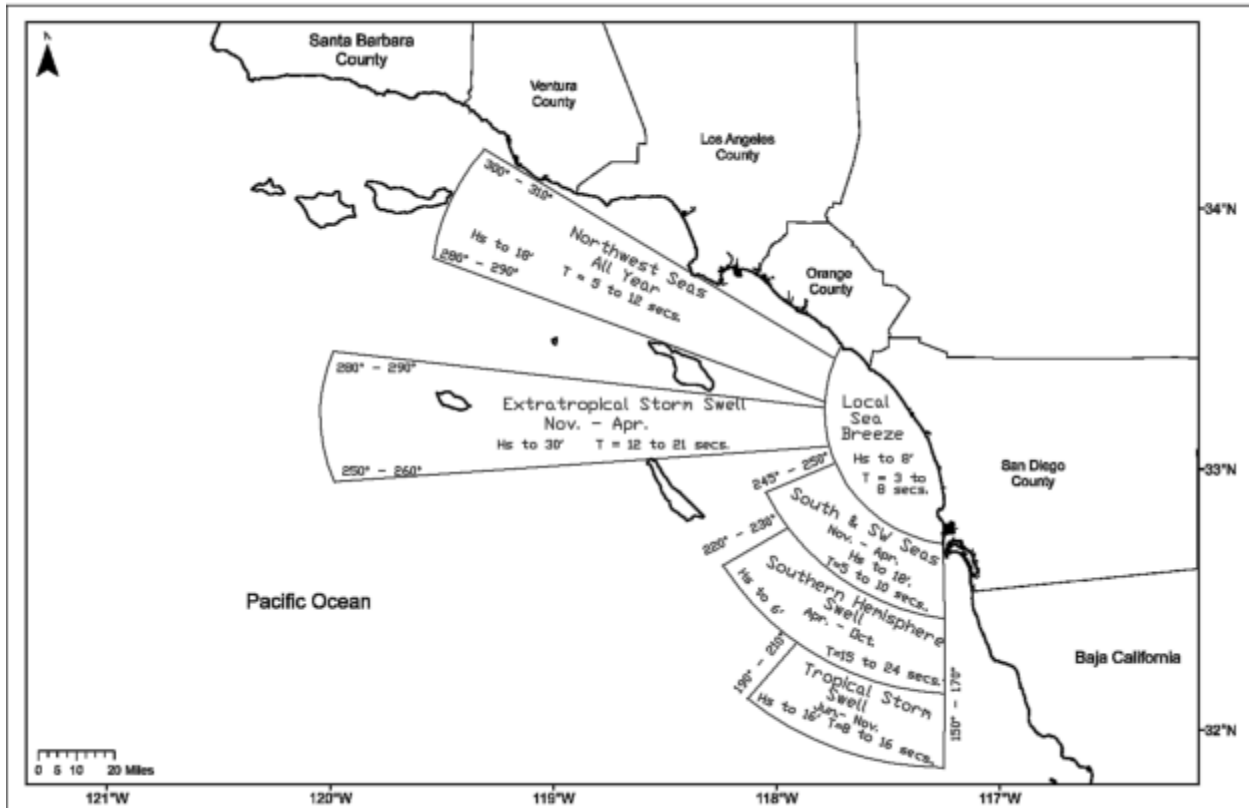 N
Santa Barbara
County
Ventura
County
Los Angeles
County
300° - 310°
Northwest Seas
All Year
Hs to 18'
T = 5 to 12 secs.
280° - 290°
34°N
Orange
County
280° - 290°
Extratropical Storm Swell
Nov. - Apr.
Hs to 30' T = 12 to 21 secs.
250° - 260°
Local
Sea
Breeze
Hs to 8'
T = 3 to
8 secs.
33°N
San Diego
County
245° - 250°
South & SW Seas
Nov. - Apr.
Hs to 18'.
T=5 to 10 secs.
220° - 230°
Southern Hemisphere
Swell
Hs to 6'
Apr. - Oct.
T=15 to 24 secs.
190° - 210°
Tropical Storm
Swell
Jun.- Nov.
Hs to 16' T=8 to 16 secs.
150° - 170°
Pacific Ocean
Baja California
32°N
0 5 10 20 Miles
121°W
120°W
119°W
118°W
117°W